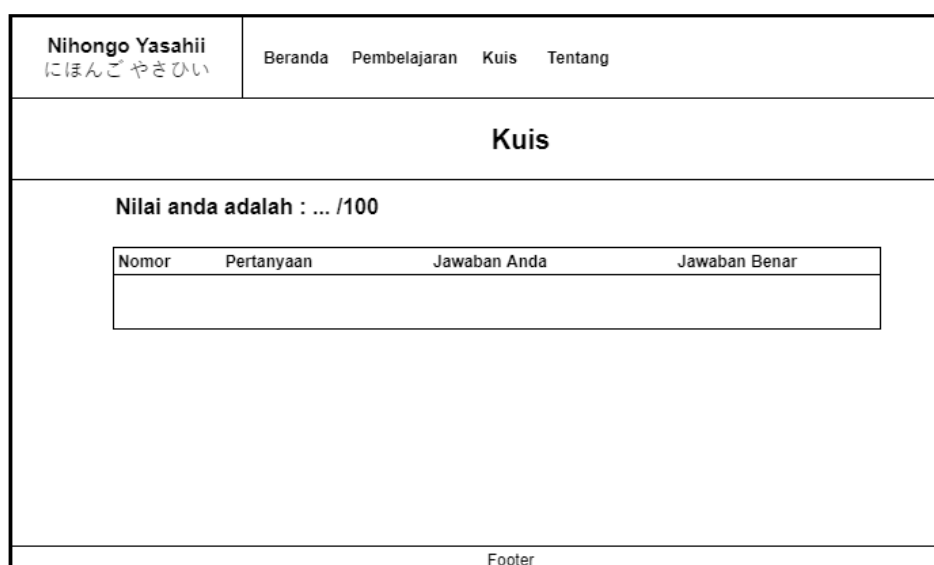 Nihongo Yasahii
にほんご やさひい
Beranda Pembelajaran Kuis Tentang
Kuis
Nilai anda adalah : ... /100
Nomor Pertanyaan Jawaban Anda Jawaban Benar
Footer